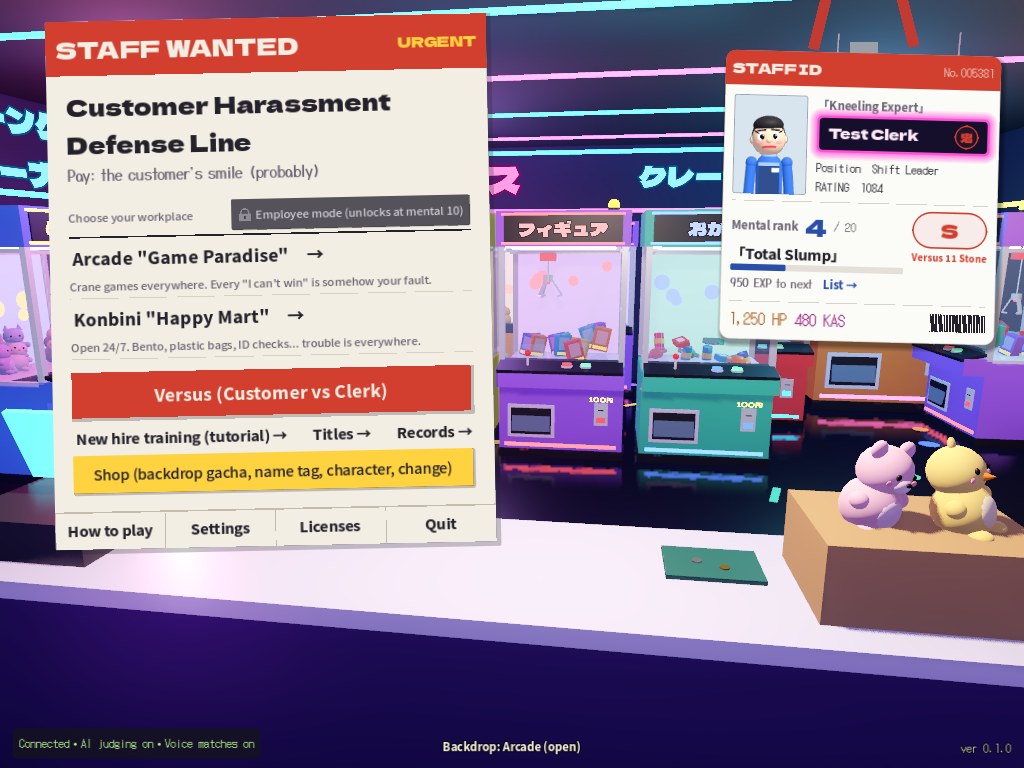 STAFF WANTED
URGENT
Customer Harassment
Defense Line
Pay: the customer's smile (probably)
Choose your workplace
Employee mode (unlocks at mental 10)
Arcade "Game Paradise" →
Crane games everywhere. Every "I can't win" is somehow your fault.
Konbini "Happy Mart" →
Open 24/7. Bento, plastic bags, ID checks... trouble is everywhere.
Versus (Customer vs Clerk)
New hire training (tutorial) → Titles → Records →
Shop (backdrop gacha, name tag, character, change)
How to play
Settings
Licenses
Quit
STAFF ID
No. 005381
「Kneeling Expert」
Test Clerk
Position Shift Leader
RATING 1084
Mental rank 4 / 20
「Total Slump」
950 EXP to next List →
S
Versus 11 Stone
1,250 HP 480 KAS
ス
クレー
フィギュア
おか
100円
100円
Connected • AI judging on • Voice matches on
Backdrop: Arcade (open)
ver 0.1.0